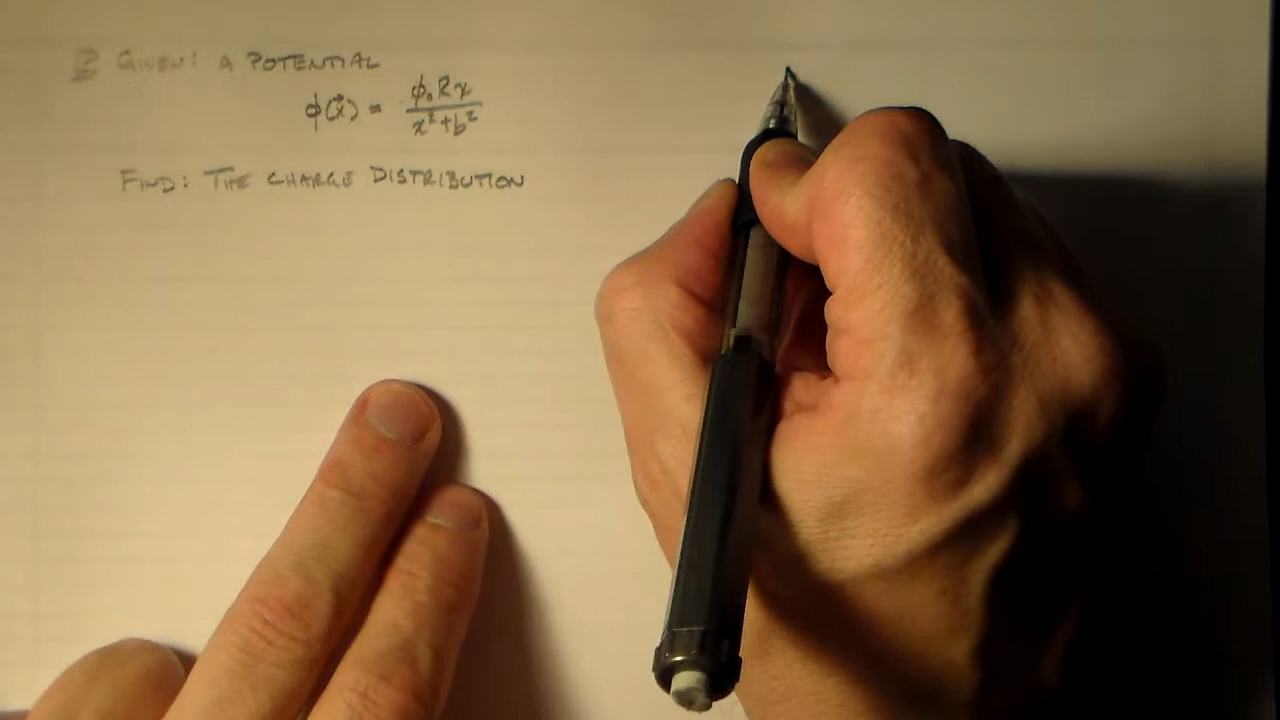 P Given: A Potential
ϕ(x⃗) = ϕ₀Rx / x²+b²
Find: The charge distribution